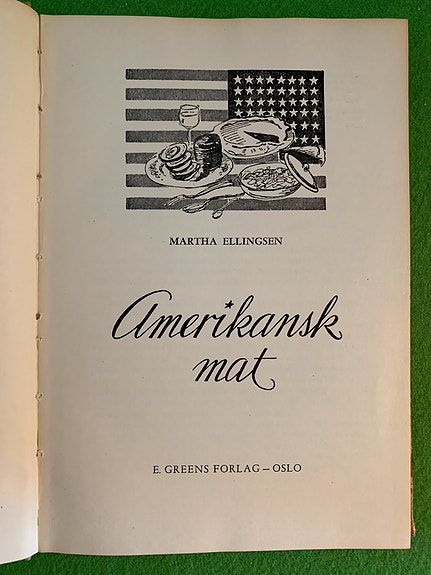 MARTHA ELLINGSEN
Amerikansk
mat
E. GREENS FORLAG – OSLO